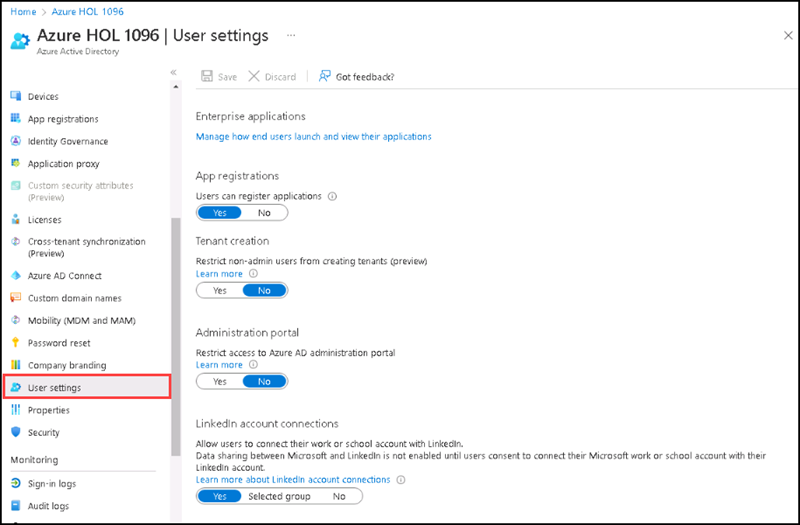 Home > Azure HOL 1096
Azure HOL 1096 | User settings ...
Azure Active Directory
Save Discard Got feedback?
Devices
App registrations
Identity Governance
Application proxy
Custom security attributes
(Preview)
Licenses
Cross-tenant synchronization
(Preview)
Azure AD Connect
Custom domain names
Mobility (MDM and MAM)
Password reset
Company branding
User settings
Properties
Security
Monitoring
Sign-in logs
Audit logs
Enterprise applications
Manage how end users launch and view their applications
App registrations
Users can register applications
Yes No
Tenant creation
Restrict non-admin users from creating tenants (preview)
Learn more
Yes No
Administration portal
Restrict access to Azure AD administration portal
Learn more
Yes No
LinkedIn account connections
Allow users to connect their work or school account with LinkedIn.
Data sharing between Microsoft and LinkedIn is not enabled until users consent to connect their Microsoft work or school account with their
LinkedIn account.
Learn more about LinkedIn account connections
Yes Selected group No